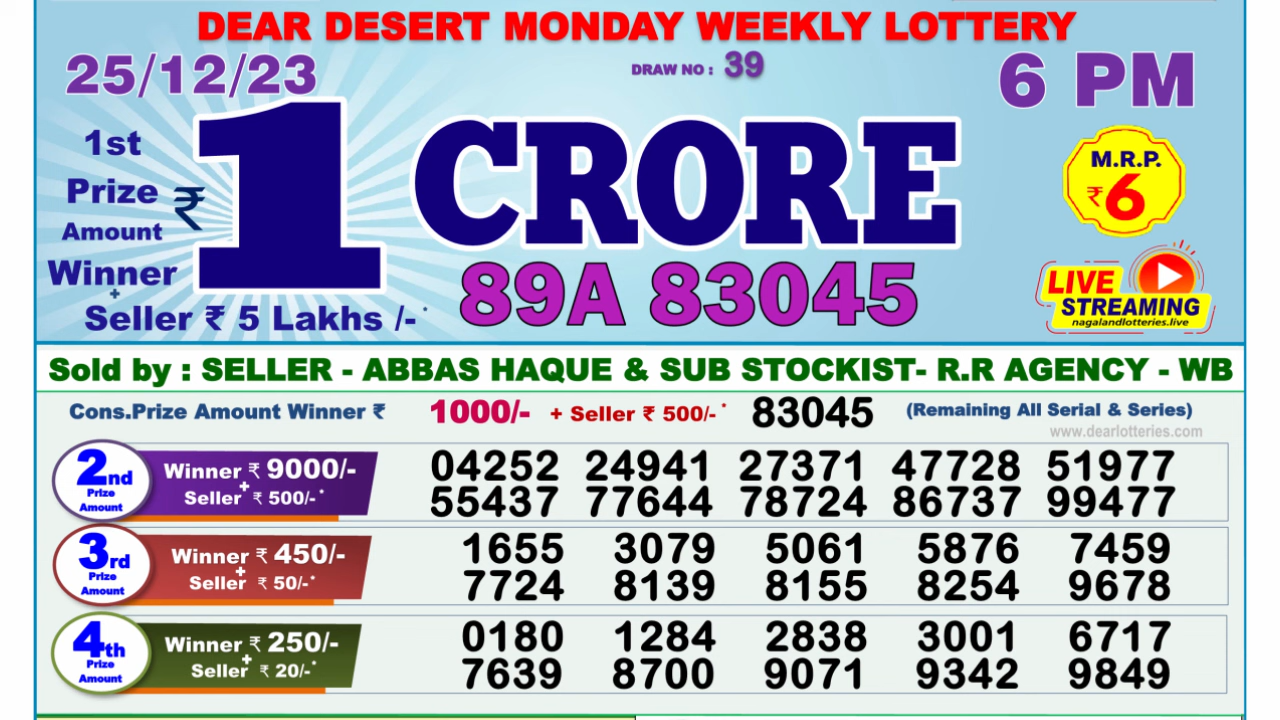 DEAR DESERT MONDAY WEEKLY LOTTERY
25/12/23
DRAW NO : 39
6 PM
1st
Prize
Amount
Winner
+
Seller ₹ 5 Lakhs /-*
₹ 1 CRORE
89A 83045
M.R.P.
₹6
LIVE
STREAMING
nagalandlotteries.live
Sold by : SELLER - ABBAS HAQUE & SUB STOCKIST- R.R AGENCY - WB
Cons.Prize Amount Winner ₹ 1000/- + Seller ₹ 500/-* 83045 (Remaining All Serial & Series)
www.dearlotteries.com
2nd
Prize
Amount
Winner ₹ 9000/-
+
Seller ₹ 500/-*
04252 24941 27371 47728 51977
55437 77644 78724 86737 99477
3rd
Prize
Amount
Winner ₹ 450/-
+
Seller ₹ 50/-*
1655 3079 5061 5876 7459
7724 8139 8155 8254 9678
4th
Prize
Amount
Winner ₹ 250/-
+
Seller ₹ 20/-*
0180 1284 2838 3001 6717
7639 8700 9071 9342 9849